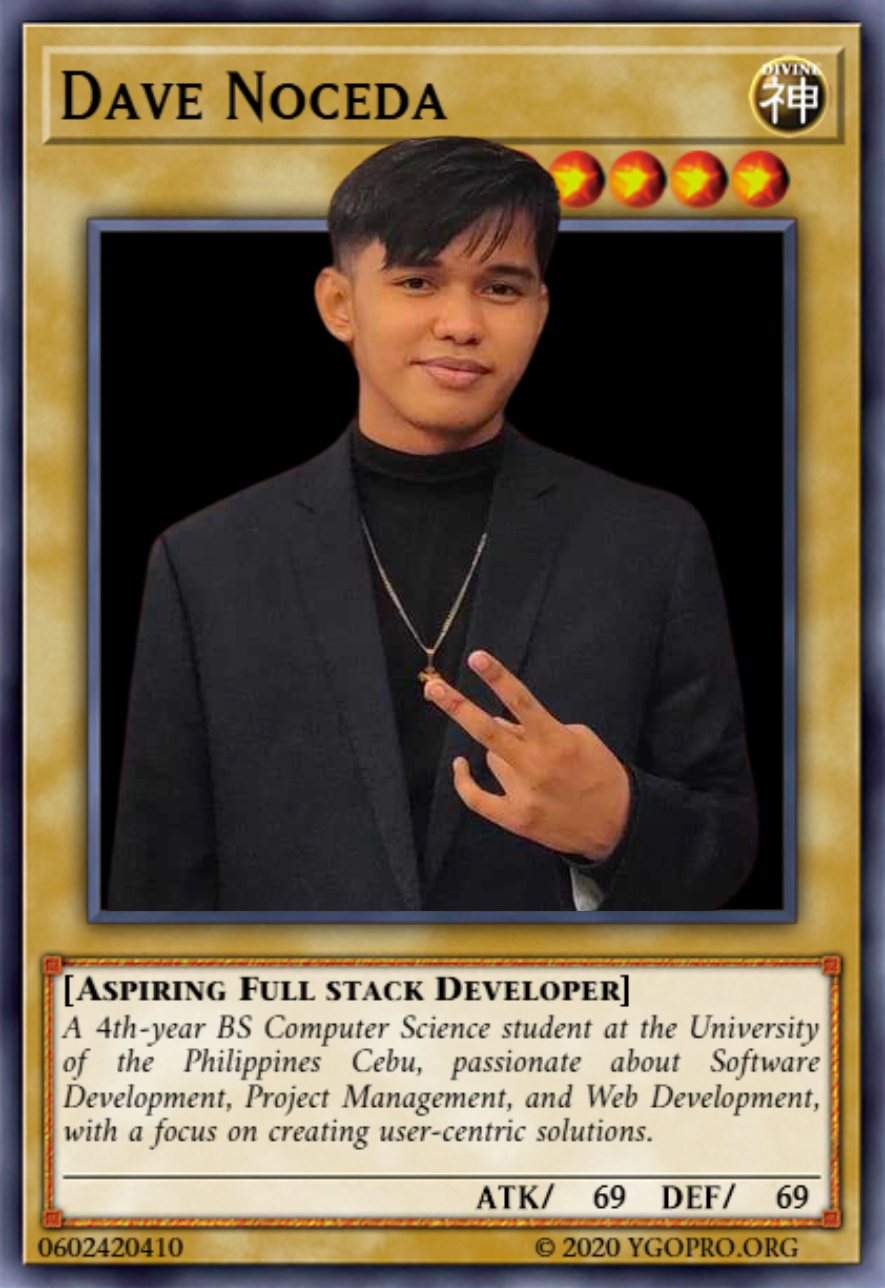 DAVE NOCEDA
DIVINE
神
[ASPIRING FULL STACK DEVELOPER]
A 4th-year BS Computer Science student at the University
of the Philippines Cebu, passionate about Software
Development, Project Management, and Web Development,
with a focus on creating user-centric solutions.
ATK/ 69 DEF/ 69
0602420410 © 2020 YGOPRO.ORG